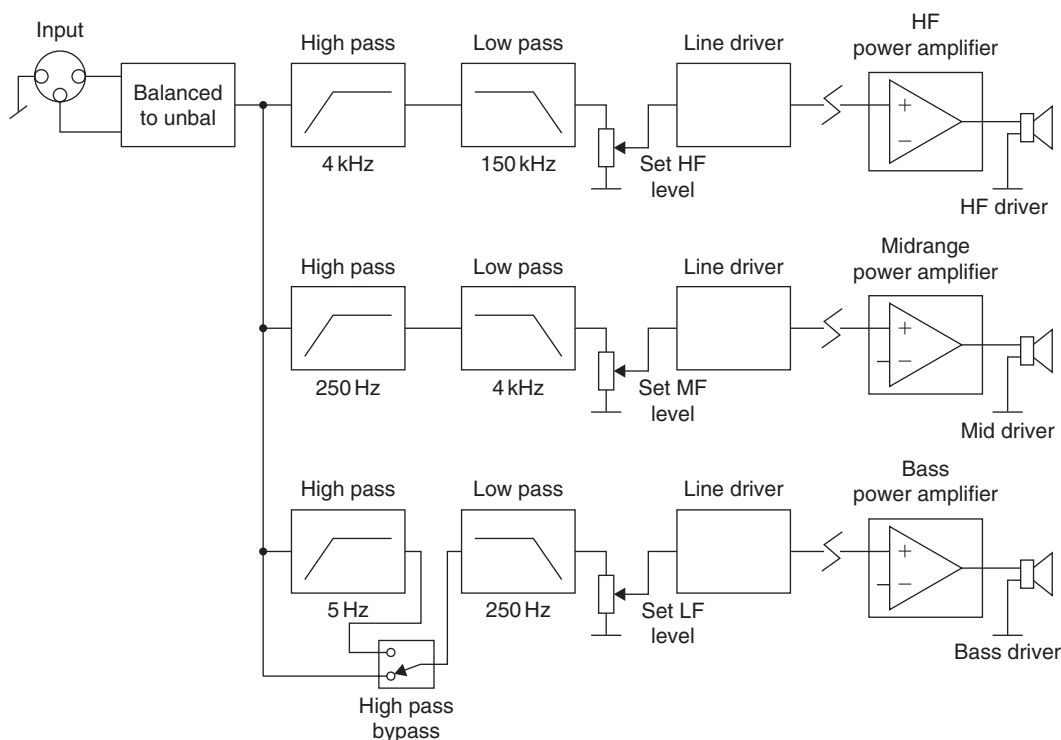 Input
Balanced
to unbal
High pass
4 kHz
Low pass
150 kHz
Set HF
level
Line driver
HF
power amplifier
+
−
HF driver
High pass
250 Hz
Low pass
4 kHz
Set MF
level
Line driver
Midrange
power amplifier
+
−
Mid driver
High pass
5 Hz
High pass
bypass
Low pass
250 Hz
Set LF
level
Line driver
Bass
power amplifier
+
−
Bass driver